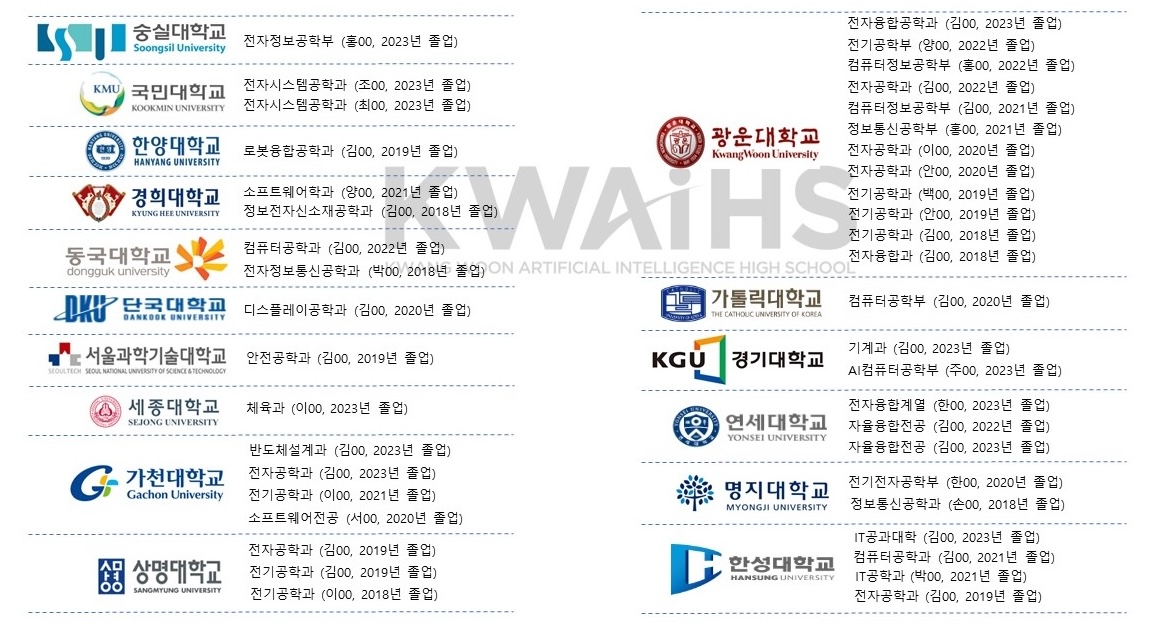 숭실대학교
Soongsil University
전자정보공학부 (홍00, 2023년 졸업)
KMU
국민대학교
KOOKMIN UNIVERSITY
전자시스템공학과 (조00, 2023년 졸업)
전자시스템공학과 (최00, 2023년 졸업)
한양대학교
HANYANG UNIVERSITY
로봇융합공학과 (김00, 2019년 졸업)
경희대학교
KYUNG HEE UNIVERSITY
소프트웨어학과 (양00, 2021년 졸업)
정보전자신소재공학과 (김00, 2018년 졸업)
동국대학교
dongguk university
컴퓨터공학과 (김00, 2022년 졸업)
전자정보통신공학과 (박00, 2018년 졸업)
DKU 단국대학교
DANKOOK UNIVERSITY
디스플레이공학과 (김00, 2020년 졸업)
서울과학기술대학교
SEOULTECH SEOUL NATIONAL UNIVERSITY OF SCIENCE & TECHNOLOGY
안전공학과 (김00, 2019년 졸업)
세종대학교
SEJONG UNIVERSITY
체육과 (이00, 2023년 졸업)
가천대학교
Gachon University
반도체설계과 (김00, 2023년 졸업)
전자공학과 (김00, 2023년 졸업)
전기공학과 (이00, 2021년 졸업)
소프트웨어전공 (서00, 2020년 졸업)
상명
상명대학교
SANGMYUNG UNIVERSITY
전자공학과 (김00, 2019년 졸업)
전기공학과 (김00, 2019년 졸업)
전기공학과 (이00, 2018년 졸업)
KWAiHS
KWANG WOON ARTIFICIAL INTELLIGENCE HIGH SCHOOL
광운대학교
KwangWoon University
전자융합공학과 (김00, 2023년 졸업)
전기공학부 (양00, 2022년 졸업)
컴퓨터정보공학부 (홍00, 2022년 졸업)
전자공학과 (김00, 2022년 졸업)
컴퓨터정보공학부 (김00, 2021년 졸업)
정보통신공학부 (홍00, 2021년 졸업)
전자공학과 (이00, 2020년 졸업)
전자공학과 (안00, 2020년 졸업)
전기공학과 (백00, 2019년 졸업)
전기공학과 (안00, 2019년 졸업)
전기공학과 (김00, 2018년 졸업)
전자융합과 (김00, 2018년 졸업)
가톨릭대학교
THE CATHOLIC UNIVERSITY OF KOREA
컴퓨터공학부 (김00, 2020년 졸업)
KGU 경기대학교
기계과 (김00, 2023년 졸업)
AI컴퓨터공학부 (주00, 2023년 졸업)
연세대학교
YONSEI UNIVERSITY
전자융합계열 (한00, 2023년 졸업)
자율융합전공 (김00, 2022년 졸업)
자율융합전공 (김00, 2023년 졸업)
명지대학교
MYONGJI UNIVERSITY
전기전자공학부 (한00, 2020년 졸업)
정보통신공학과 (손00, 2018년 졸업)
한성대학교
HANSUNG UNIVERSITY
IT공과대학 (김00, 2023년 졸업)
컴퓨터공학과 (김00, 2021년 졸업)
IT공학과 (박00, 2021년 졸업)
전자공학과 (김00, 2019년 졸업)